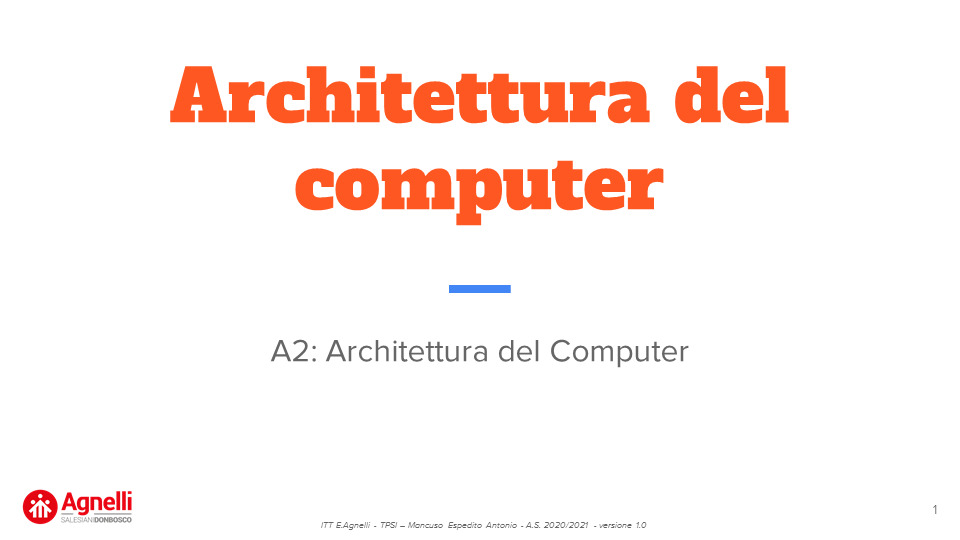 Architettura del
computer
A2: Architettura del Computer
Agnelli
SALESIANIDONBOSCO
ITT E.Agnelli - TPSI – Mancuso Espedito Antonio - A.S. 2020/2021 - versione 1.0
1